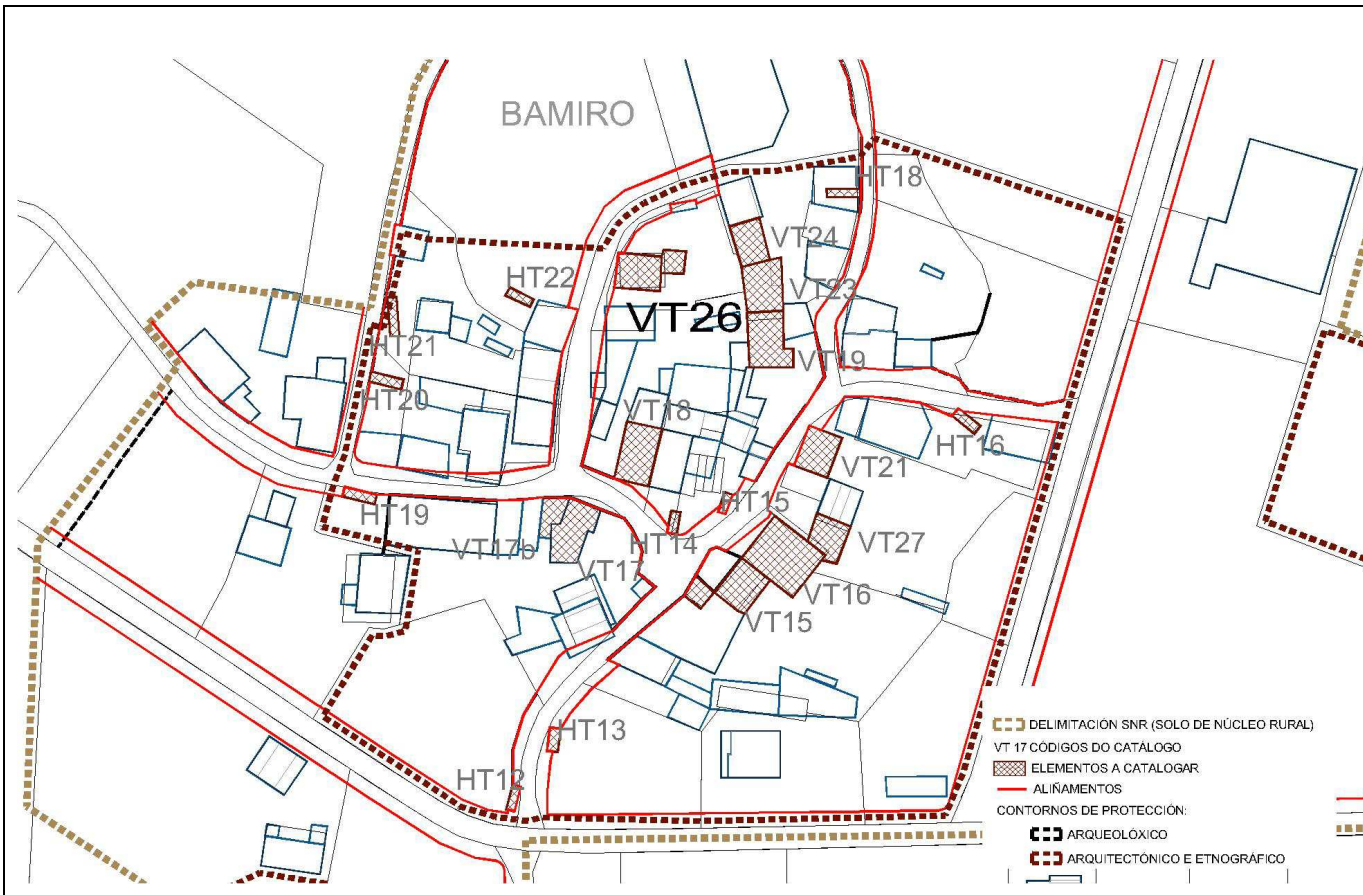 BAMIRO
HT18
VT24
HT22
VT23
VT26
HT21
VT19
HT20
VT18
HT16
VT21
HT19
HT15
HT14
VT27
VT17b
VT17
VT16
VT15
HT13
HT12
DELIMITACIÓN SNR (SOLO DE NÚCLEO RURAL)
VT 17 CÓDIGOS DO CATÁLOGO
ELEMENTOS A CATALOGAR
ALIÑAMENTOS
CONTORNOS DE PROTECCIÓN:
ARQUEOLÓXICO
ARQUITECTÓNICO E ETNOGRÁFICO